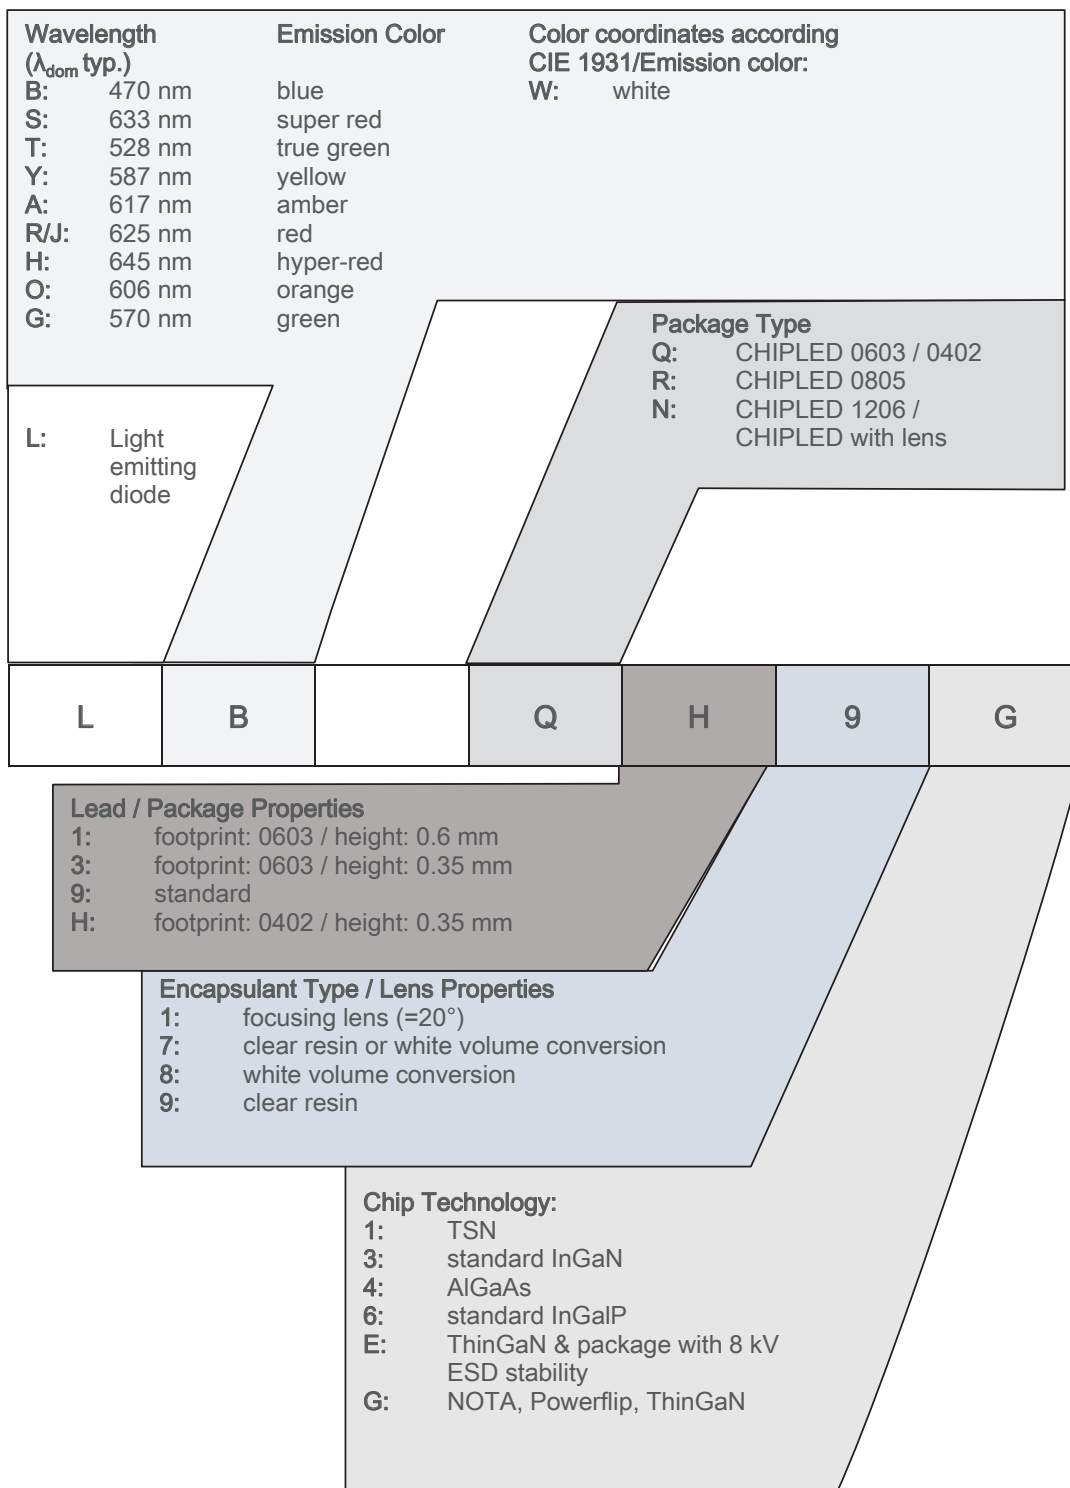 Wavelength Emission Color Color coordinates according
(λdom typ.) CIE 1931/Emission color:
B: 470 nm blue W: white
S: 633 nm super red
T: 528 nm true green
Y: 587 nm yellow
A: 617 nm amber
R/J: 625 nm red
H: 645 nm hyper-red
O: 606 nm orange
G: 570 nm green
Package Type
Q: CHIPLED 0603 / 0402
R: CHIPLED 0805
N: CHIPLED 1206 /
CHIPLED with lens
L: Light
emitting
diode
L B Q H 9 G
Lead / Package Properties
1: footprint: 0603 / height: 0.6 mm
3: footprint: 0603 / height: 0.35 mm
9: standard
H: footprint: 0402 / height: 0.35 mm
Encapsulant Type / Lens Properties
1: focusing lens (=20°)
7: clear resin or white volume conversion
8: white volume conversion
9: clear resin
Chip Technology:
1: TSN
3: standard InGaN
4: AlGaAs
6: standard InGalP
E: ThinGaN & package with 8 kV
ESD stability
G: NOTA, Powerflip, ThinGaN